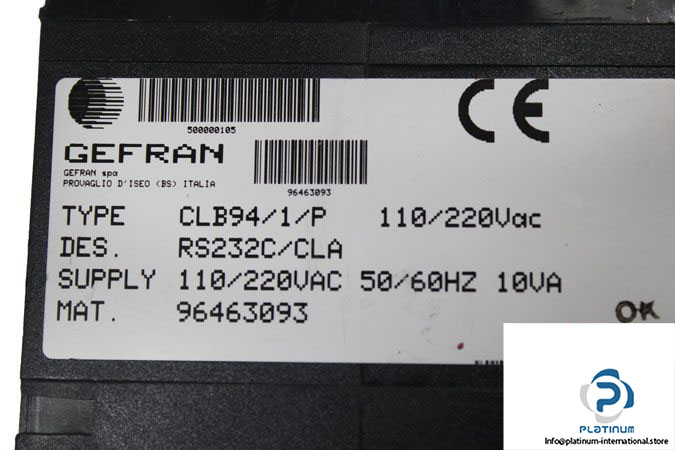 500000105
GEFRAN
GEFRAN spa
PROVAGLIO D'ISEO (BS) ITALIA
96463093
CE
TYPE CLB94/1/P 110/220Vac
DES. RS232C/CLA
SUPPLY 110/220VAC 50/60HZ 10VA
MAT. 96463093
OK
PLATINUM
Info@platinum-international.store